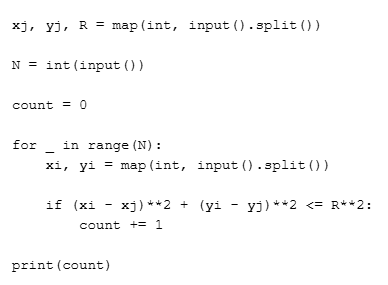 xj, yj, R = map(int, input().split())
N = int(input())
count = 0
for _ in range(N):
    xi, yi = map(int, input().split())
    if (xi - xj)**2 + (yi - yj)**2 <= R**2:
        count += 1
print(count)